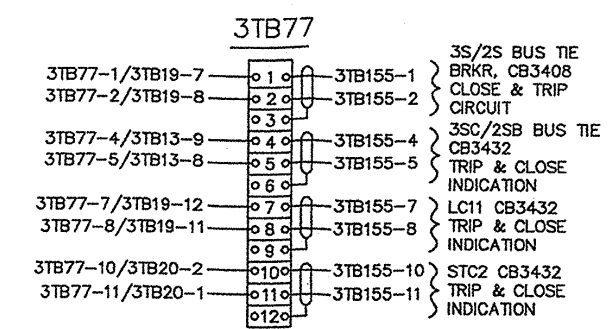 3TB77
3TB77-1/3TB19-7 1 3TB155-1
3TB77-2/3TB19-8 2 3TB155-2
3
3S/2S BUS TIE
BRKR, CB3408
CLOSE & TRIP
CIRCUIT
3TB77-4/3TB13-9 4 3TB155-4
3TB77-5/3TB13-8 5 3TB155-5
6
3SC/2SB BUS TIE
CB3432
TRIP & CLOSE
INDICATION
3TB77-7/3TB19-12 7 3TB155-7
3TB77-8/3TB19-11 8 3TB155-8
9
LC11 CB3432
TRIP & CLOSE
INDICATION
3TB77-10/3TB20-2 10 3TB155-10
3TB77-11/3TB20-1 11 3TB155-11
12
STC2 CB3432
TRIP & CLOSE
INDICATION